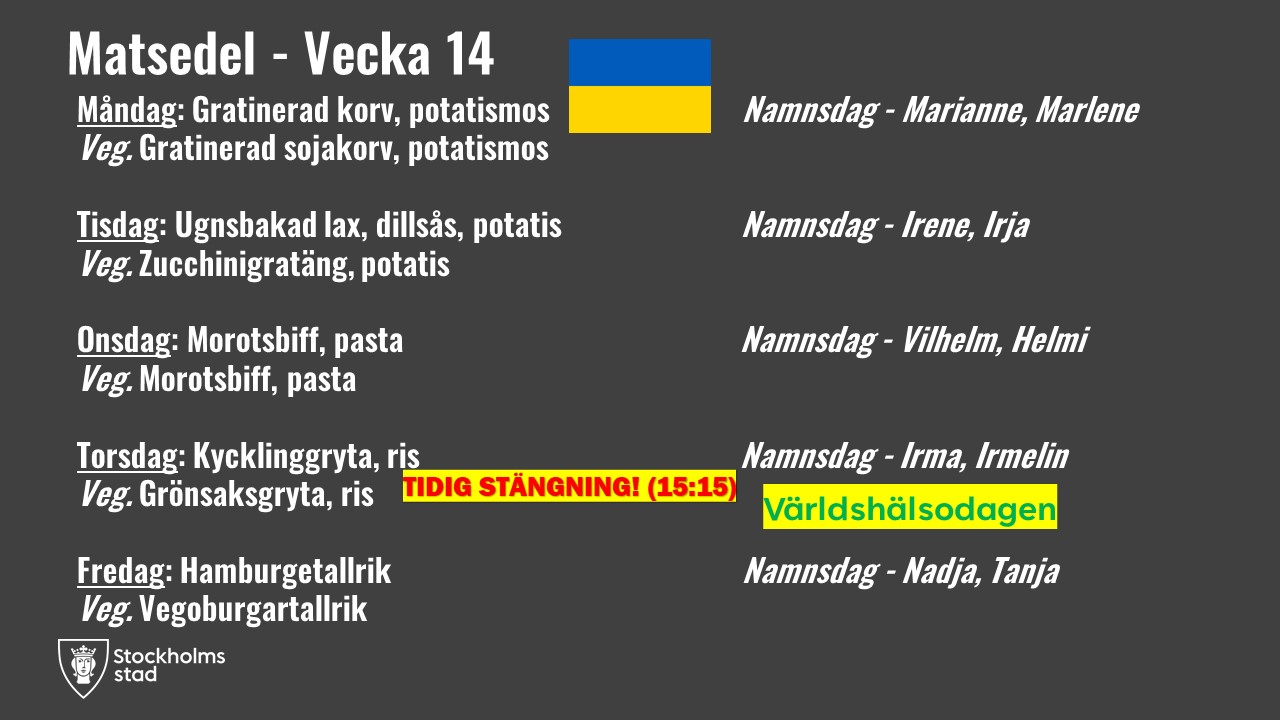 Matsedel - Vecka 14
Måndag: Gratinerad korv, potatismos
Veg. Gratinerad sojakorv, potatismos
Namnsdag - Marianne, Marlene
Tisdag: Ugnsbakad lax, dillsås, potatis
Veg. Zucchinigratäng, potatis
Namnsdag - Irene, Irja
Onsdag: Morotsbiff, pasta
Veg. Morotsbiff, pasta
Namnsdag - Vilhelm, Helmi
Torsdag: Kycklinggryta, ris
Veg. Grönsaksgryta, ris
TIDIG STÄNGNING! (15:15)
Namnsdag - Irma, Irmelin
Världshälsodagen
Fredag: Hamburgetallrik
Veg. Vegoburgartallrik
Namnsdag - Nadja, Tanja
Stockholms
stad